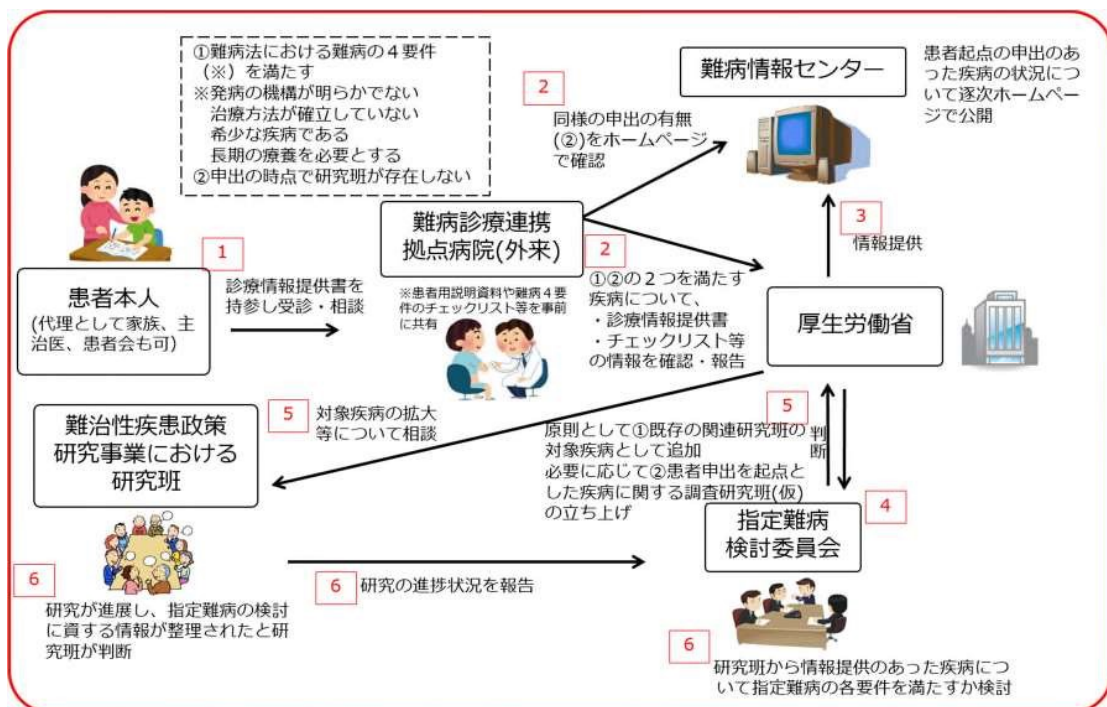 ①難病法における難病の４要件
（※）を満たす
※発病の機構が明らかでない
治療方法が確立していない
希少な疾病である
長期の療養を必要とする
②申出の時点で研究班が存在しない
難病情報センター
患者起点の申出のあ
った疾病の状況につい
て逐次ホームペー
ジで公開
2
同様の申出の有無
(②)をホームページ
で確認
1
診療情報提供書を
持参し受診・相談
患者本人
(代理として家族、主
治医、患者会も可)
難病診療連携
拠点病院(外来)
※患者用説明資料や難病４要
件のチェックリスト等を事前
に共有
2
①②の２つを満たす
疾病について、
・診療情報提供書
・チェックリスト等
の情報を確認・報告
3
情報提供
厚生労働省
難治性疾患政策
研究事業における
研究班
5
対象疾病の拡大
等について相談
5
判断
原則として①既存の関連研究班の
対象疾病として追加
必要に応じて②患者申出を起点と
した疾病に関する調査研究班(仮)
の立ち上げ
4
指定難病
検討委員会
6
研究が進展し、指定難病の検討
に資する情報が整理されたと研
究班が判断
6
研究の進捗状況を報告
6
研究班から情報提供のあった疾病につ
いて指定難病の各要件を満たすか検討